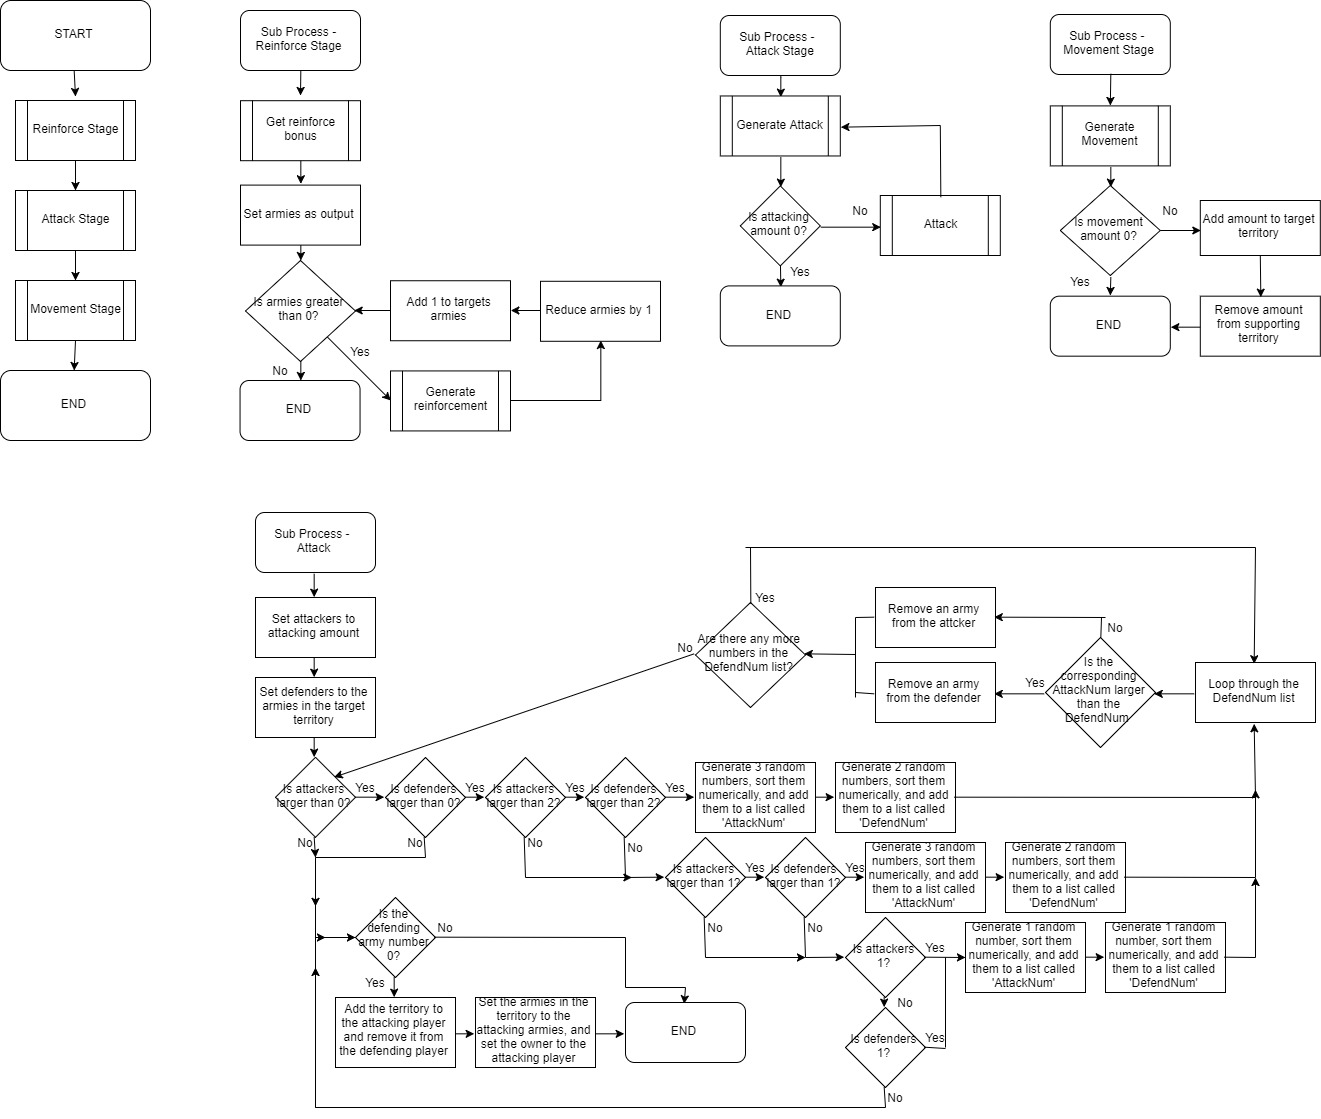 START
Reinforce Stage
Attack Stage
Movement Stage
END
Sub Process -
Reinforce Stage
Get reinforce
bonus
Set armies as output
Is armies greater
than 0?
Yes
No
Add 1 to targets
armies
Reduce armies by 1
Generate
reinforcement
END
Sub Process -
Attack Stage
Generate Attack
Is attacking
amount 0?
No
Attack
Yes
END
Sub Process -
Movement Stage
Generate
Movement
Is movement
amount 0?
No
Add amount to target
territory
Yes
Remove amount
from supporting
territory
END
Sub Process -
Attack
Set attackers to
attacking amount
Set defenders to the
armies in the target
territory
Is attackers
larger than 0?
Yes
No
Is defenders
larger than 0?
Yes
No
Is attackers
larger than 2?
Yes
No
Is defenders
larger than 2?
Yes
No
Generate 3 random
numbers, sort them
numerically, and add
them to a list called
'AttackNum'
Generate 2 random
numbers, sort them
numerically, and add
them to a list called
'DefendNum'
Are there any more
numbers in the
DefendNum list?
Yes
No
Remove an army
from the attcker
Remove an army
from the defender
Is the
corresponding
AttackNum larger
than the
DefendNum
No
Yes
Loop through the
DefendNum list
Is attackers
larger than 1?
Yes
No
Is defenders
larger than 1?
Yes
No
Generate 3 random
numbers, sort them
numerically, and add
them to a list called
'AttackNum'
Generate 2 random
numbers, sort them
numerically, and add
them to a list called
'DefendNum'
Is attackers
1?
Yes
No
Generate 1 random
number, sort them
numerically, and add
them to a list called
'AttackNum'
Generate 1 random
number, sort them
numerically, and add
them to a list called
'DefendNum'
Is defenders
1?
Yes
No
Is the
defending
army number
0?
No
Yes
Add the territory to
the attacking player
and remove it from
the defending player
Set the armies in the
territory to the
attacking armies, and
set the owner to the
attacking player
END